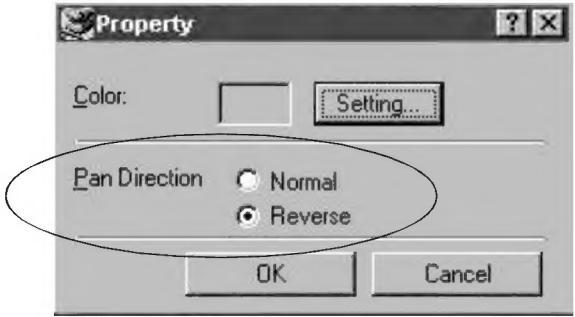 Property
Color: Setting...
Pan Direction Normal
Reverse
OK Cancel